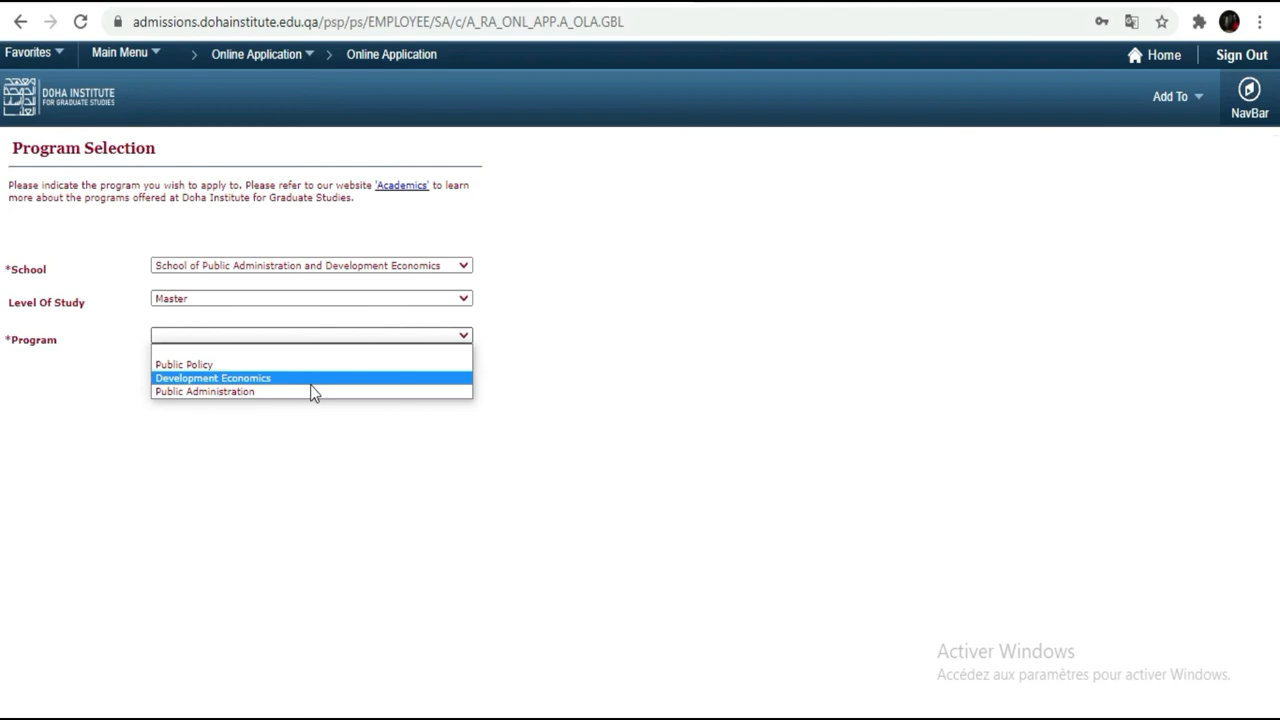 admissions.dohainstitute.edu.qa/psp/ps/EMPLOYEE/SA/c/A_RA_ONL_APP.A_OLA.GBL
Favorites Main Menu > Online Application > Online Application Home Sign Out
DOHA INSTITUTE
FOR GRADUATE STUDIES
Add To
NavBar
Program Selection
Please indicate the program you wish to apply to. Please refer to our website 'Academics' to learn
more about the programs offered at Doha Institute for Graduate Studies.
*School School of Public Administration and Development Economics
Level Of Study Master
*Program
Public Policy
Development Economics
Public Administration
Activer Windows
Accédez aux paramètres pour activer Windows.